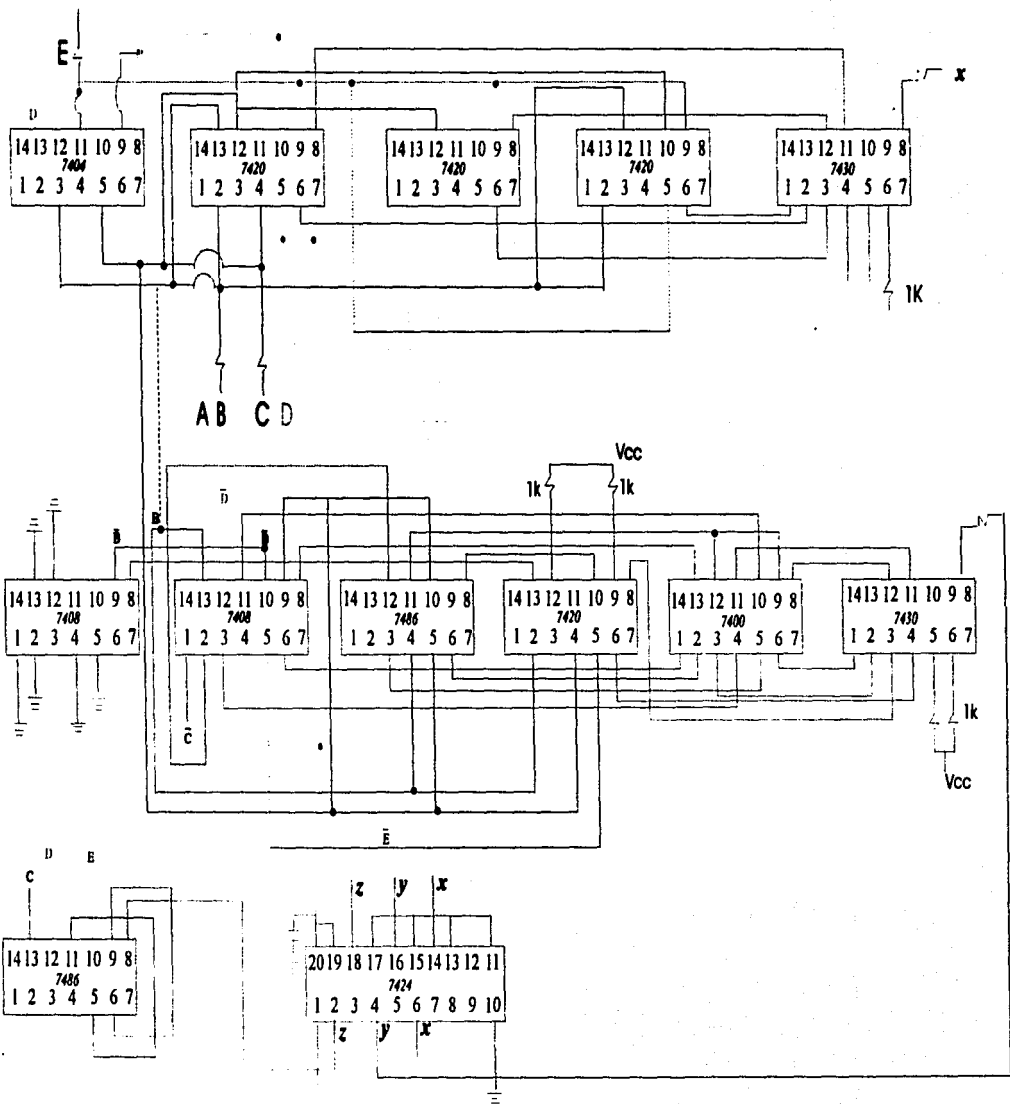 E
x
D
14 13 12 11 10 9 8
7404
1 2 3 4 5 6 7
14 13 12 11 10 9 8
7420
1 2 3 4 5 6 7
14 13 12 11 10 9 8
7420
1 2 3 4 5 6 7
14 13 12 11 10 9 8
7420
1 2 3 4 5 6 7
14 13 12 11 10 9 8
7430
1 2 3 4 5 6 7
1K
A B C D
Vcc
1k
1k
D̄
B
B̄
14 13 12 11 10 9 8
7408
1 2 3 4 5 6 7
14 13 12 11 10 9 8
7408
1 2 3 4 5 6 7
14 13 12 11 10 9 8
7486
1 2 3 4 5 6 7
14 13 12 11 10 9 8
7420
1 2 3 4 5 6 7
14 13 12 11 10 9 8
7400
1 2 3 4 5 6 7
14 13 12 11 10 9 8
7430
1 2 3 4 5 6 7
1k
C̄
Vcc
Ē
D E
C
z y x
14 13 12 11 10 9 8
7486
1 2 3 4 5 6 7
20 19 18 17 16 15 14 13 12 11
7424
1 2 3 4 5 6 7 8 9 10
z y x